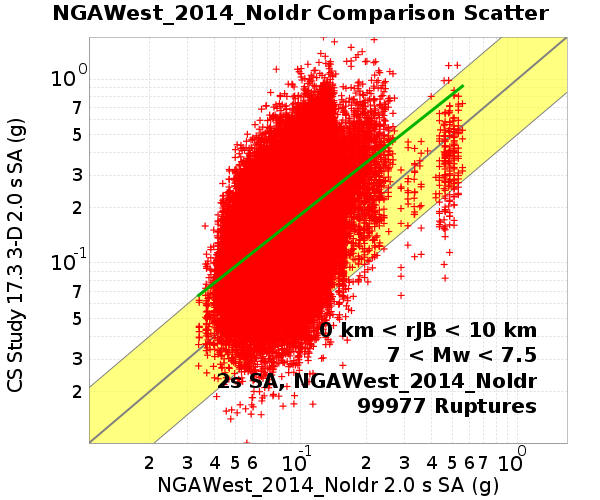 NGAWest_2014_NoIdr Comparison Scatter
CS Study 17.3 3-D 2.0 s SA (g)
10^0
7
5
3
2
10^-1
7
5
3
2
0 km < rJB < 10 km
7 < Mw < 7.5
2s SA, NGAWest_2014_NoIdr
99977 Ruptures
2 3 4 5 6 10^-1 2 3 4 5 6 7 10^0
NGAWest_2014_NoIdr 2.0 s SA (g)